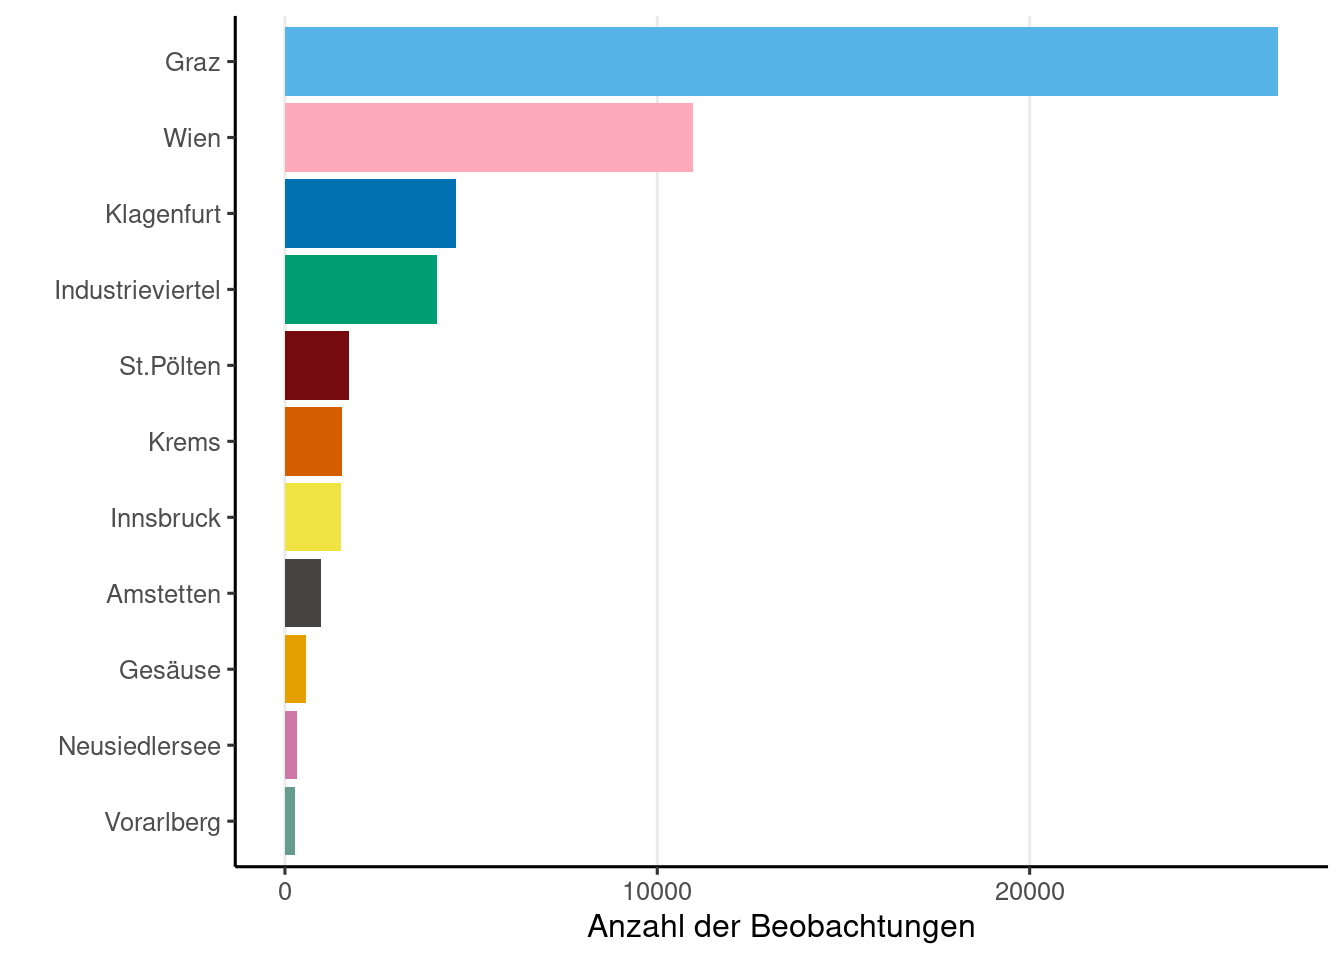 Graz
Wien
Klagenfurt
Industrieviertel
St.Pölten
Krems
Innsbruck
Amstetten
Gesäuse
Neusiedlersee
Vorarlberg
0 10000 20000
Anzahl der Beobachtungen